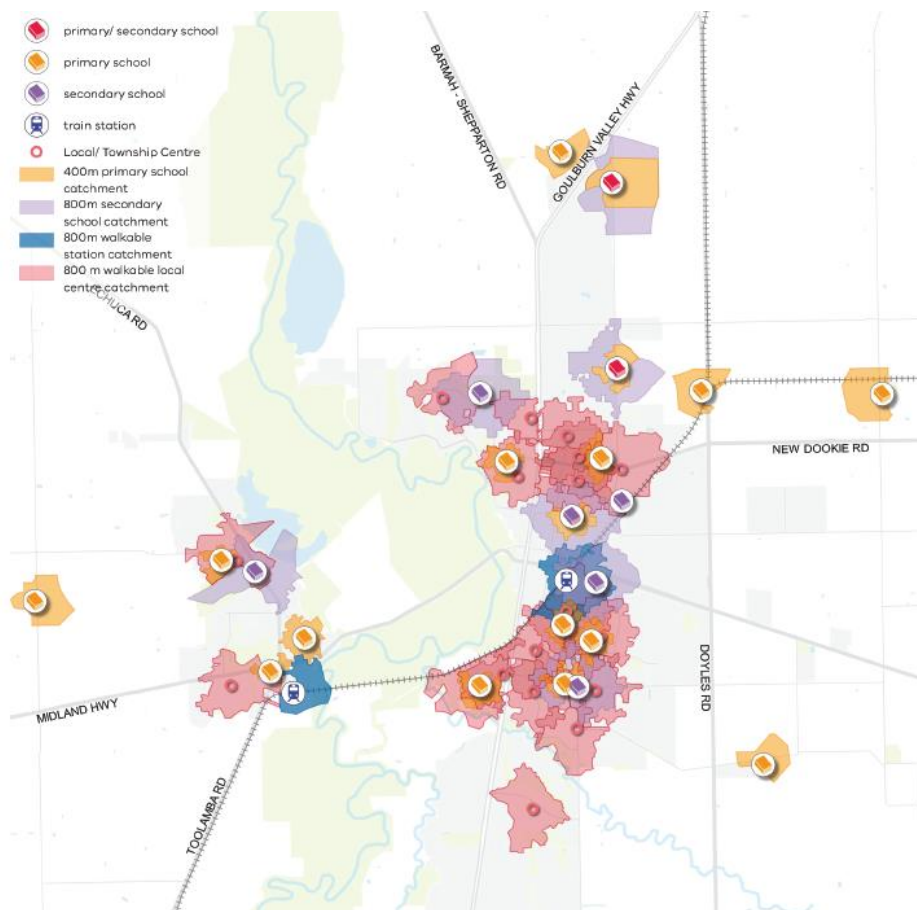 primary/ secondary school
primary school
secondary school
train station
Local/ Township Centre
400m primary school
catchment
800m secondary
school catchment
800m walkable
station catchment
800 m walkable local
centre catchment
BARMAH - SHEPPARTON RD
GOULBURN VALLEY HWY
ECHUCA RD
NEW DOOKIE RD
DOYLES RD
MIDLAND HWY
TOOLAMBA RD